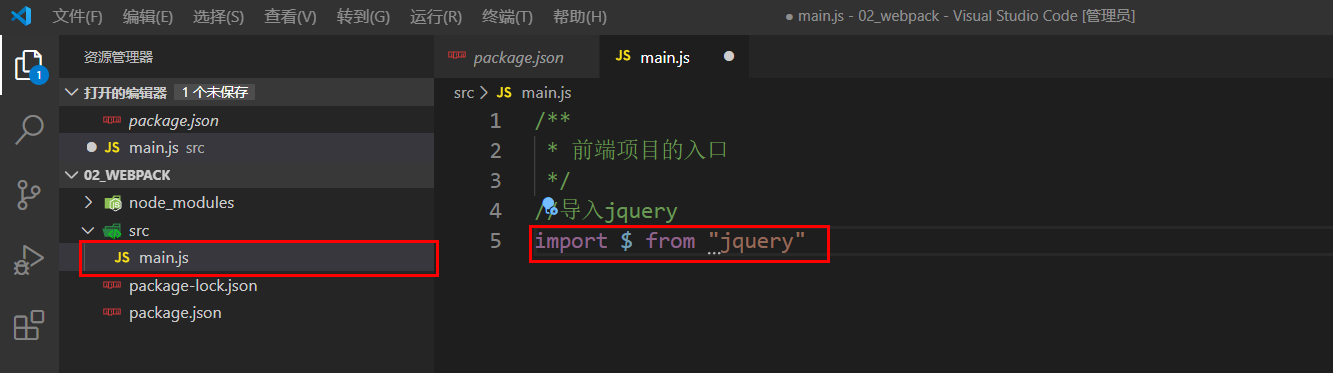 文件(F) 编辑(E) 选择(S) 查看(V) 转到(G) 运行(R) 终端(T) 帮助(H) ● main.js - 02_webpack - Visual Studio Code [管理员]
资源管理器
package.json
JS main.js
打开的编辑器 1 个未保存
src > JS main.js
package.json
1 /**
JS main.js src
2 * 前端项目的入口
02_WEBPACK
3 */
node_modules
4 //导入jquery
src
5 import $ from "jquery"
JS main.js
package-lock.json
package.json
1